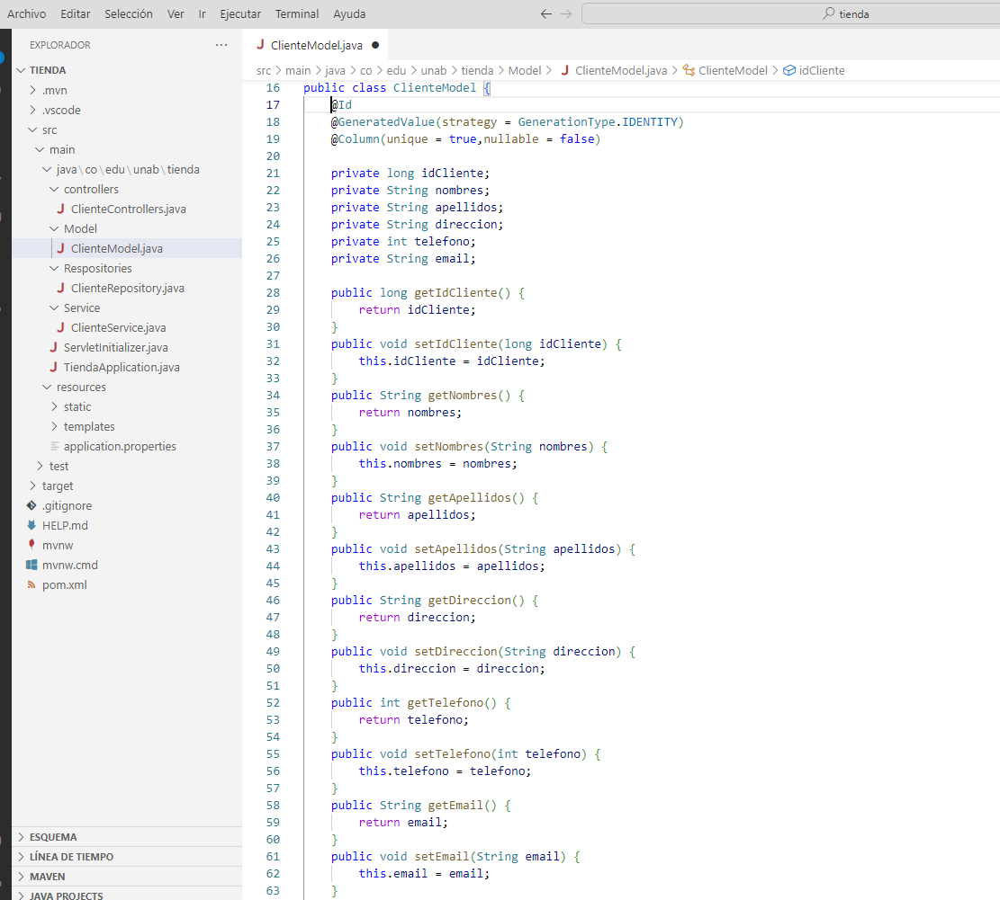 Archivo Editar Selección Ver Ir Ejecutar Terminal Ayuda
tienda
EXPLORADOR
TIENDA
.mvn
.vscode
src
main
java\co\edu\unab\tienda
controllers
ClienteControllers.java
Model
ClienteModel.java
Respositories
ClienteRepository.java
Service
ClienteService.java
ServletInitializer.java
TiendaApplication.java
resources
static
templates
application.properties
test
target
.gitignore
HELP.md
mvnw
mvnw.cmd
pom.xml
ESQUEMA
LÍNEA DE TIEMPO
MAVEN
JAVA PROJECTS
ClienteModel.java
src > main > java > co > edu > unab > tienda > Model > ClienteModel.java > ClienteModel > idCliente
16 public class ClienteModel {
17 @Id
18 @GeneratedValue(strategy = GenerationType.IDENTITY)
19 @Column(unique = true,nullable = false)
20
21 private long idCliente;
22 private String nombres;
23 private String apellidos;
24 private String direccion;
25 private int telefono;
26 private String email;
27
28 public long getIdCliente() {
29 return idCliente;
30 }
31 public void setIdCliente(long idCliente) {
32 this.idCliente = idCliente;
33 }
34 public String getNombres() {
35 return nombres;
36 }
37 public void setNombres(String nombres) {
38 this.nombres = nombres;
39 }
40 public String getApellidos() {
41 return apellidos;
42 }
43 public void setApellidos(String apellidos) {
44 this.apellidos = apellidos;
45 }
46 public String getDireccion() {
47 return direccion;
48 }
49 public void setDireccion(String direccion) {
50 this.direccion = direccion;
51 }
52 public int getTelefono() {
53 return telefono;
54 }
55 public void setTelefono(int telefono) {
56 this.telefono = telefono;
57 }
58 public String getEmail() {
59 return email;
60 }
61 public void setEmail(String email) {
62 this.email = email;
63 }